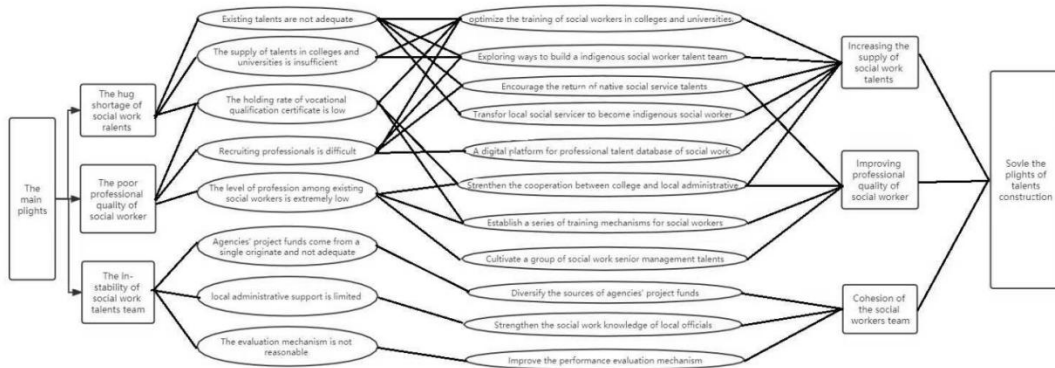 The
main
plights
The hug
shortage of
social work
ralents
The poor
professional
quality of
social worker
The In-
stability of
social work
talents team
Existing talents are not adequate
The supply of talents in colleges and
universities is insufficient
The holding rate of vocational
qualification certificate is low
Recruiting professionals is difficult
The level of profession among existing
social workers is extremely low
Agencies' project funds come from a
single originate and not adequate
local administrative support is limited
The evaluation mechanism is not
reasonable
optimize the training of social workers in colleges and universities.
Exploring ways to build a indigenous social worker talent team
Encourage the return of native social service talents
Transfor local social servicer to become indigenous social worker
A digital platform for professional talent database of social work
Strenthen the cooperation between college and local administrative
Establish a series of training mechanisms for social workers
Cultivate a group of social work senior management talents
Diversify the sources of agencies' project funds
Strengthen the social work knowledge of local officials
Improve the performance evaluation mechanism
Increasing the
supply of
social work
talents
Improving
professional
quality of
social worker
Cohesion of
the social
workers team
Sovle the
plights of
talents
construction